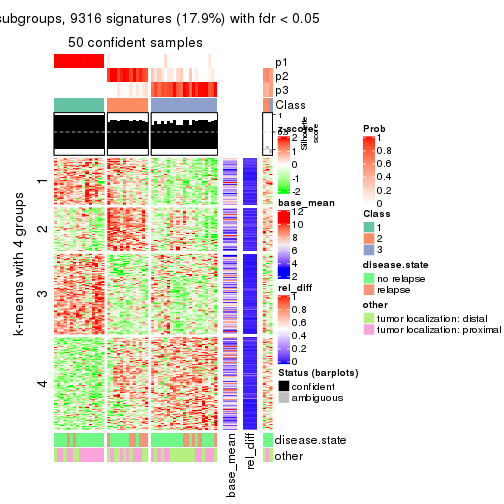 subgroups, 9316 signatures (17.9%) with fdr < 0.05
50 confident samples
p1
p2
p3
Class
1
Silhouette
score
k-means with 4 groups
1
2
3
4
z-score
2
1
0
-1
-2
base_mean
12
10
8
6
4
2
rel_diff
1
0.8
0.6
0.4
0.2
0
Status (barplots)
confident
ambiguous
Prob
1
0.8
0.6
0.4
0.2
0
Class
1
2
3
disease.state
no relapse
relapse
other
tumor localization: distal
tumor localization: proximal
disease.state
other
base_mean
rel_diff